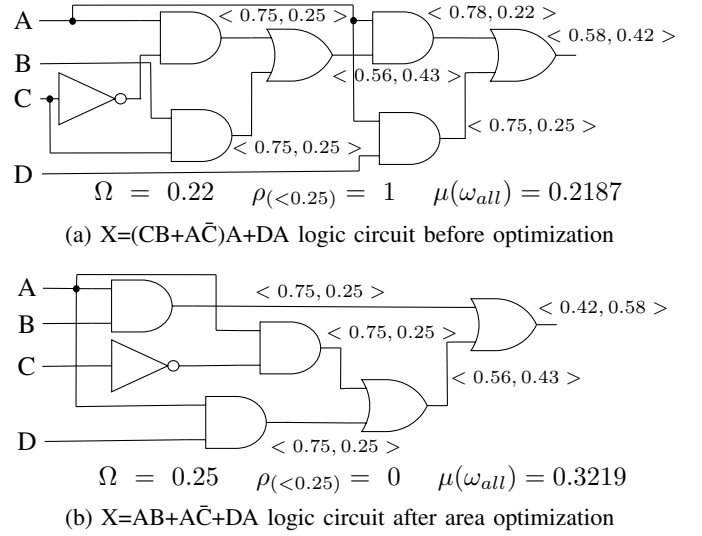 A
< 0.75, 0.25 >
< 0.78, 0.22 >
< 0.58, 0.42 >
B
< 0.56, 0.43 >
C
< 0.75, 0.25 >
< 0.75, 0.25 >
D
Ω = 0.22 ρ(<0.25) = 1 μ(ωall) = 0.2187
(a) X=(CB+AC̄)A+DA logic circuit before optimization
A
< 0.75, 0.25 >
< 0.42, 0.58 >
B
< 0.75, 0.25 >
C
< 0.56, 0.43 >
D
< 0.75, 0.25 >
Ω = 0.25 ρ(<0.25) = 0 μ(ωall) = 0.3219
(b) X=AB+AC̄+DA logic circuit after area optimization